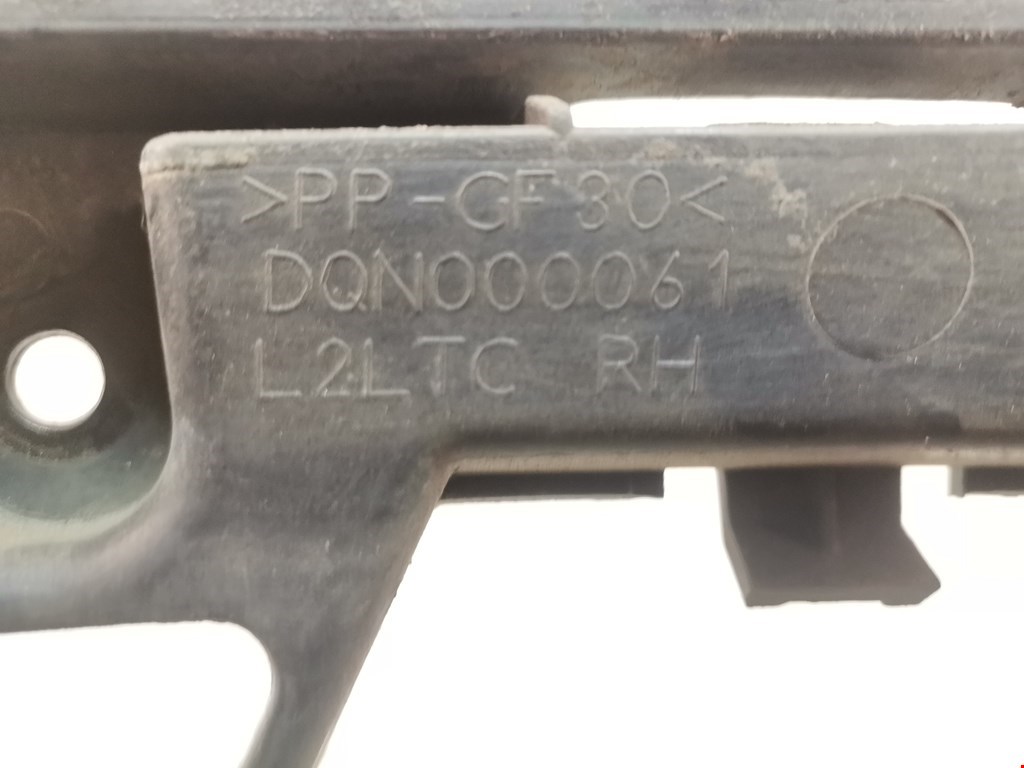 >PP-GF30<
DQN000061
L2LTC RH